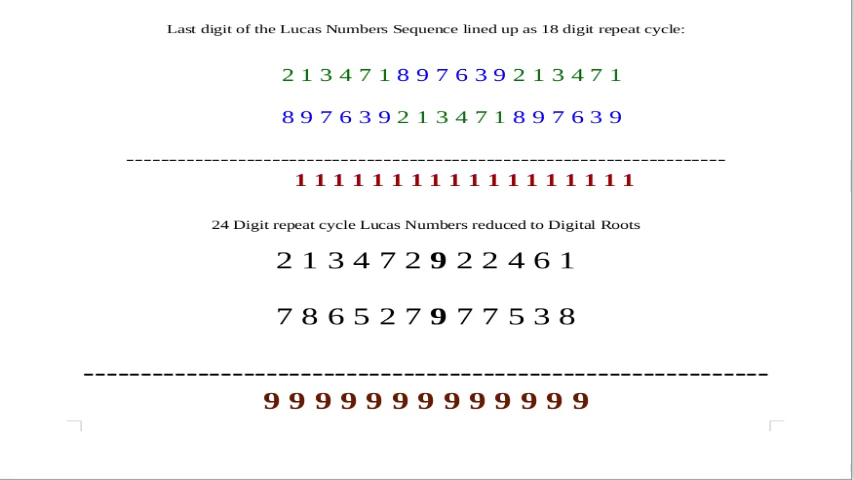 Last digit of the Lucas Numbers Sequence lined up as 18 digit repeat cycle:
2 1 3 4 7 1 8 9 7 6 3 9 2 1 3 4 7 1
8 9 7 6 3 9 2 1 3 4 7 1 8 9 7 6 3 9
1 1 1 1 1 1 1 1 1 1 1 1 1 1 1 1 1 1
24 Digit repeat cycle Lucas Numbers reduced to Digital Roots
2 1 3 4 7 2 9 2 2 4 6 1
7 8 6 5 2 7 9 7 7 5 3 8
9 9 9 9 9 9 9 9 9 9 9 9 9